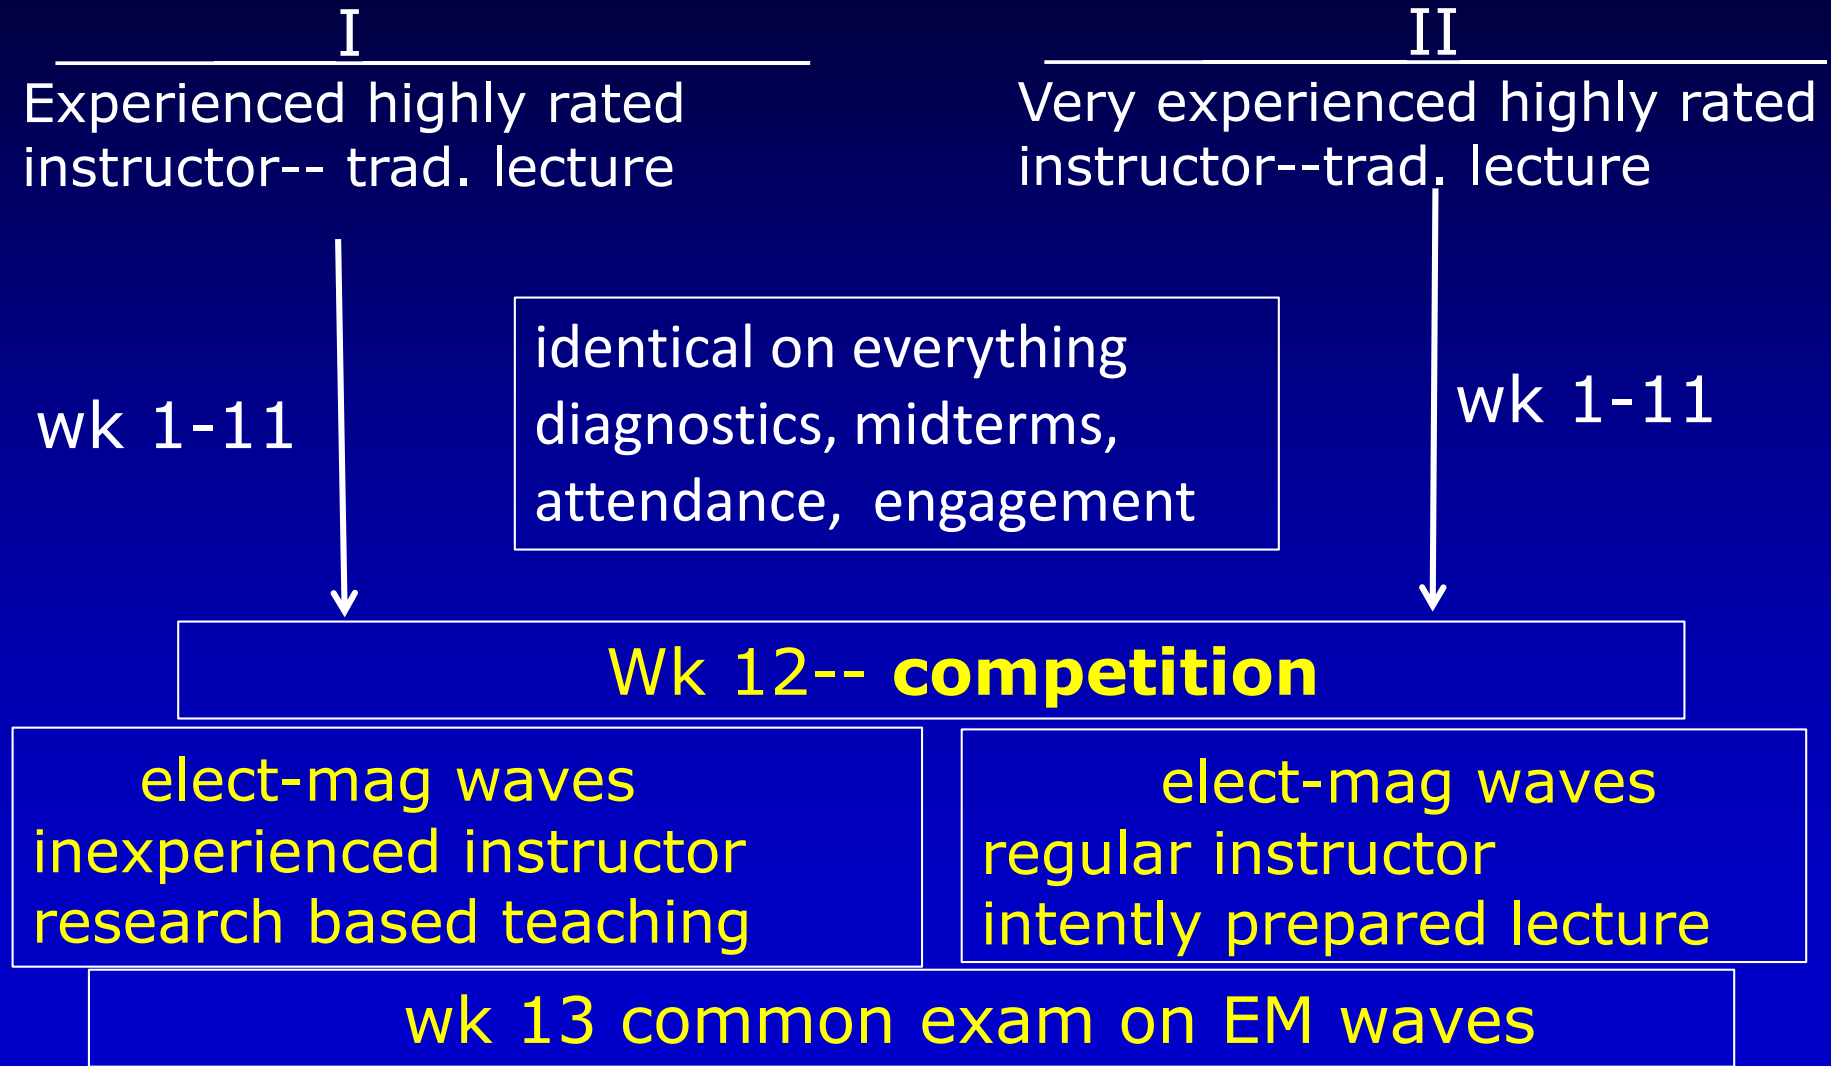 I
Experienced highly rated
instructor-- trad. lecture
II
Very experienced highly rated
instructor--trad. lecture
identical on everything
diagnostics, midterms,
attendance, engagement
wk 1-11
wk 1-11
Wk 12-- competition
elect-mag waves
inexperienced instructor
research based teaching
elect-mag waves
regular instructor
intently prepared lecture
wk 13 common exam on EM waves